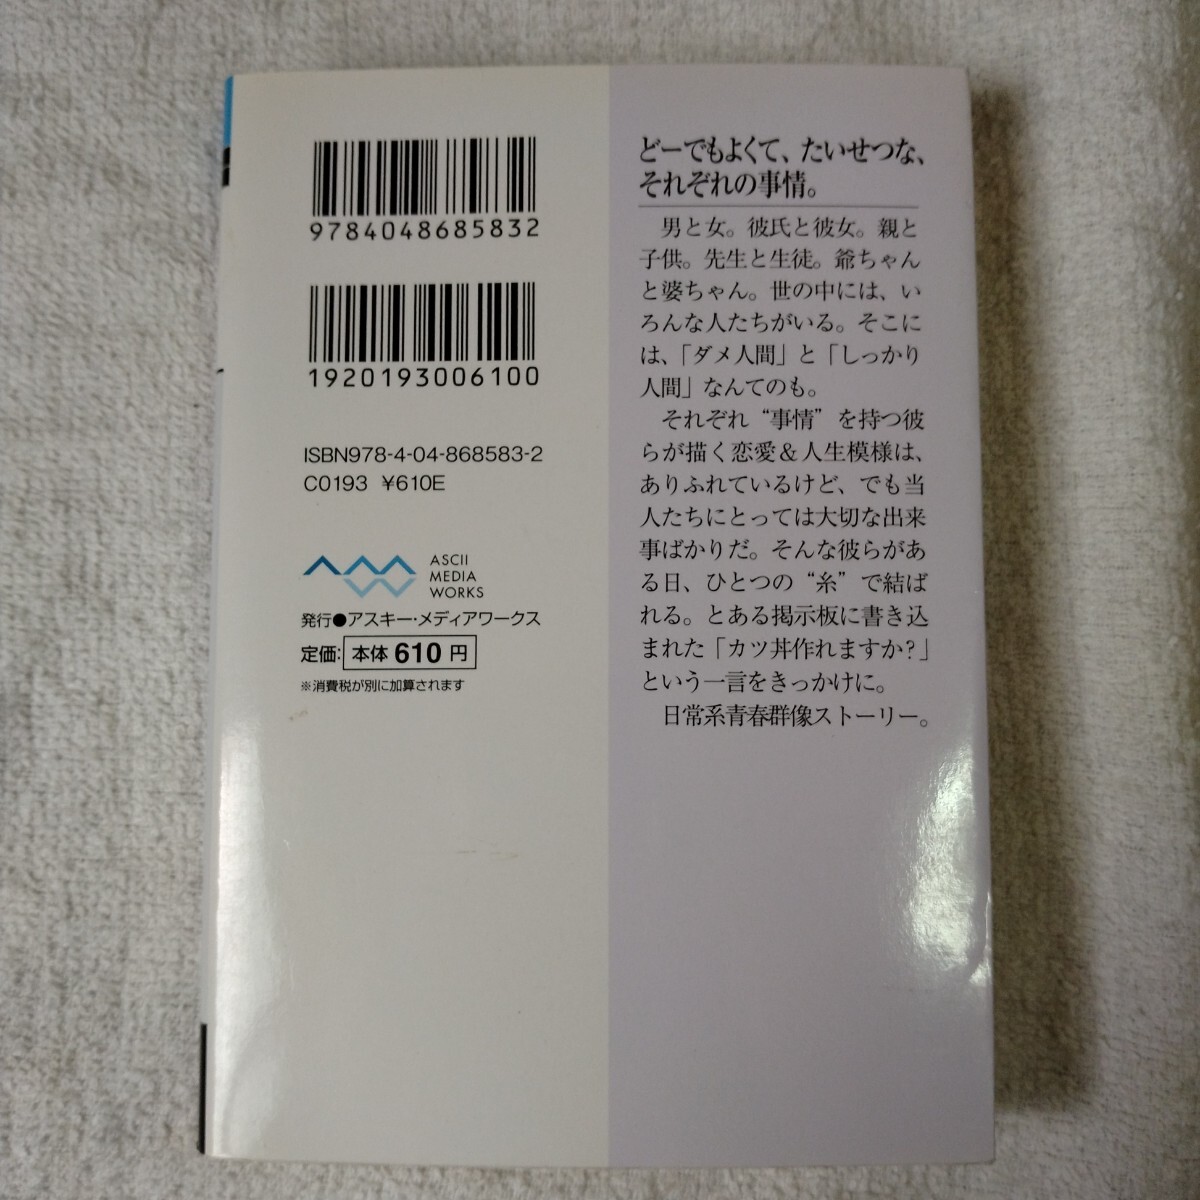 9784048685832
1920193006100
ISBN978-4-04-868583-2
C0193 ¥610E
ASCII
MEDIA
WORKS
発行●アスキー・メディアワークス
定価: 本体 610 円
※消費税が別に加算されます
どーでもよくて、たいせつな、
それぞれの事情。
男と女。彼氏と彼女。親と
子供。先生と生徒。爺ちゃん
と婆ちゃん。世の中には、い
ろんな人たちがいる。そこに
は、「ダメ人間」と「しっかり
人間」なんてのも。
それぞれ“事情”を持つ彼
らが描く恋愛＆人生模様は、
ありふれているけど、でも当
人たちにとっては大切な出来
事ばかりだ。そんな彼らがあ
る日、ひとつの“糸”で結ば
れる。とある掲示板に書き込
まれた「カツ丼作れますか?」
という一言をきっかけに。
日常系青春群像ストーリー。